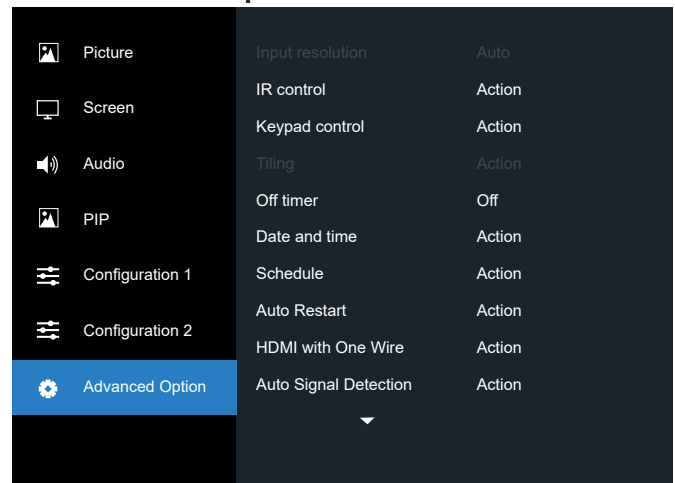 Picture
Screen
Audio
PIP
Configuration 1
Configuration 2
Advanced Option
Input resolution Auto
IR control Action
Keypad control Action
Tiling Action
Off timer Off
Date and time Action
Schedule Action
Auto Restart Action
HDMI with One Wire Action
Auto Signal Detection Action